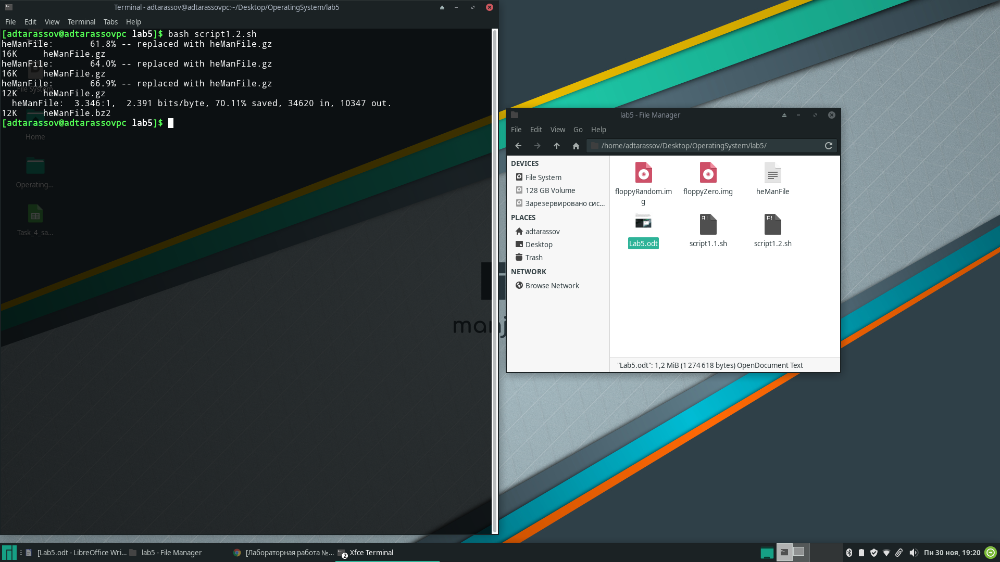 Terminal - adtarassov@adtarassovpc:~/Desktop/OperatingSystem/lab5
File Edit View Terminal Tabs Help
[adtarassov@adtarassovpc lab5]$ bash script1.2.sh
heManFile: 61.8% -- replaced with heManFile.gz
16K heManFile.gz
heManFile: 64.0% -- replaced with heManFile.gz
16K heManFile.gz
heManFile: 66.9% -- replaced with heManFile.gz
12K heManFile.gz
heManFile: 3.346:1, 2.391 bits/byte, 70.11% saved, 34620 in, 10347 out.
12K heManFile.bz2
[adtarassov@adtarassovpc lab5]$
File System
Home
Operating...
Task_4_sa...
manj
lab5 - File Manager
File Edit View Go Help
/home/adtarassov/Desktop/OperatingSystem/lab5/
DEVICES
File System
128 GB Volume
Зарезервировано сис...
PLACES
adtarassov
Desktop
Trash
NETWORK
Browse Network
floppyRandom.im
g
floppyZero.img
heManFile
Lab5.odt
script1.1.sh
script1.2.sh
"Lab5.odt": 1,2 MiB (1 274 618 bytes) OpenDocument Text
[Lab5.odt - LibreOffice Wri... lab5 - File Manager [Лабораторная работа №... 2 Xfce Terminal Пн 30 ноя, 19:20